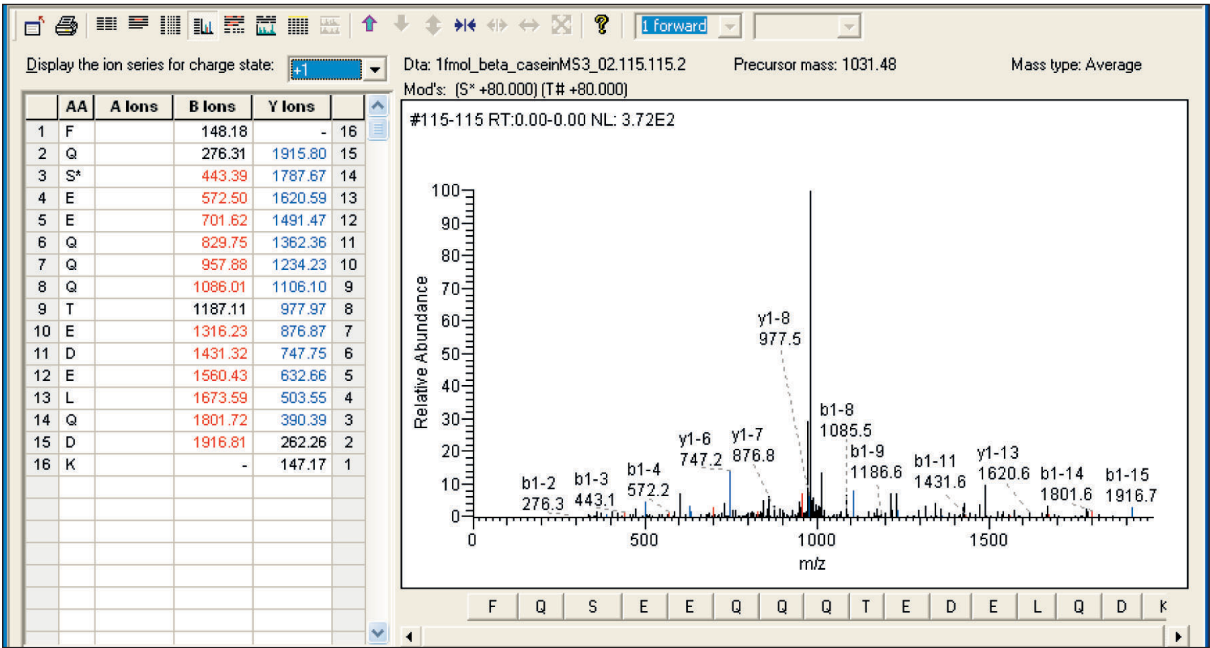 1 forward
Display the ion series for charge state: +1
Dta: 1fmol_beta_caseinMS3_02.115.115.2 Precursor mass: 1031.48 Mass type: Average
Mod's: (S* +80.000) (T# +80.000)
AA A Ions B Ions Y Ions
1 F 148.18 - 16
2 Q 276.31 1915.80 15
3 S* 443.39 1787.67 14
4 E 572.50 1620.59 13
5 E 701.62 1491.47 12
6 Q 829.75 1362.36 11
7 Q 957.88 1234.23 10
8 Q 1086.01 1106.10 9
9 T 1187.11 977.97 8
10 E 1316.23 876.87 7
11 D 1431.32 747.75 6
12 E 1560.43 632.66 5
13 L 1673.59 503.55 4
14 Q 1801.72 390.39 3
15 D 1916.81 262.26 2
16 K - 147.17 1
#115-115 RT:0.00-0.00 NL: 3.72E2
Relative Abundance
100
90
80
70
60
50
40
30
20
10
0
b1-2
276.3
b1-3
443.1
b1-4
572.2
y1-6
747.2
y1-7
876.8
y1-8
977.5
b1-8
1085.5
b1-9
1186.6
b1-11
1431.6
y1-13
1620.6
b1-14
1801.6
b1-15
1916.7
0 500 1000 1500
m/z
F Q S E E Q Q Q T E D E L Q D K